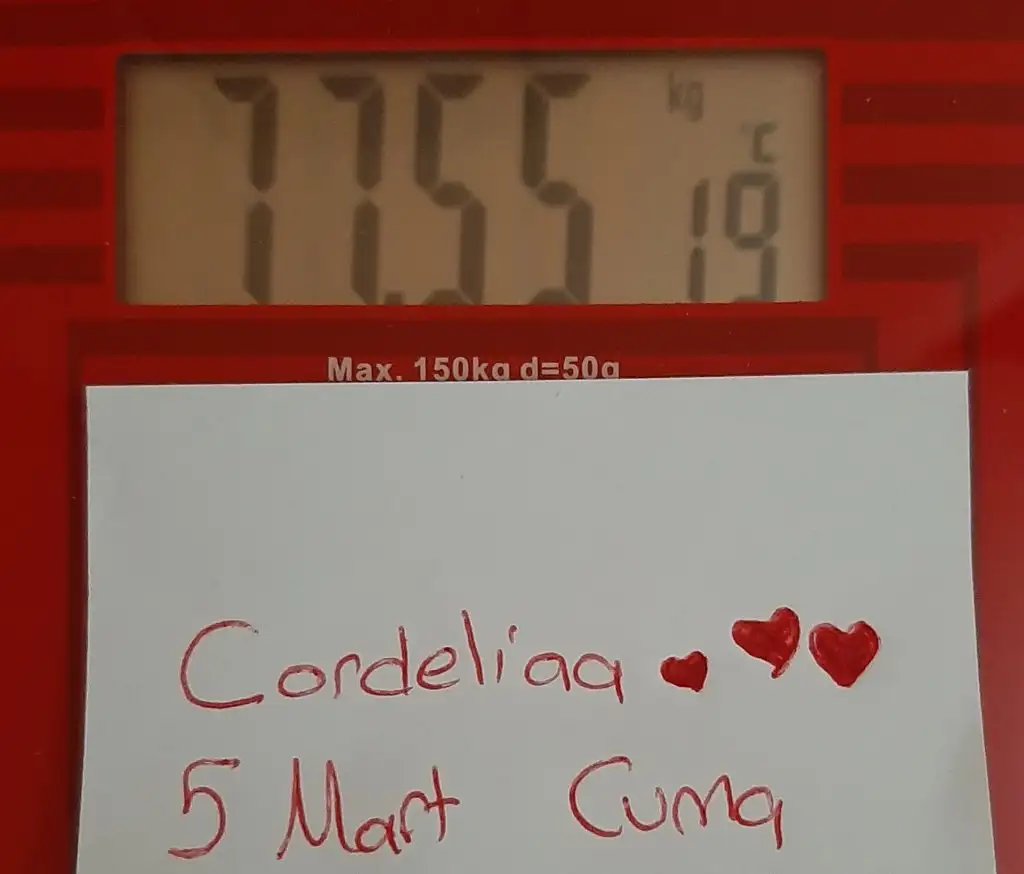 77.55 kg
°C
19
Max. 150kg d=50g
Cordeliaa
5 Mart Cuma